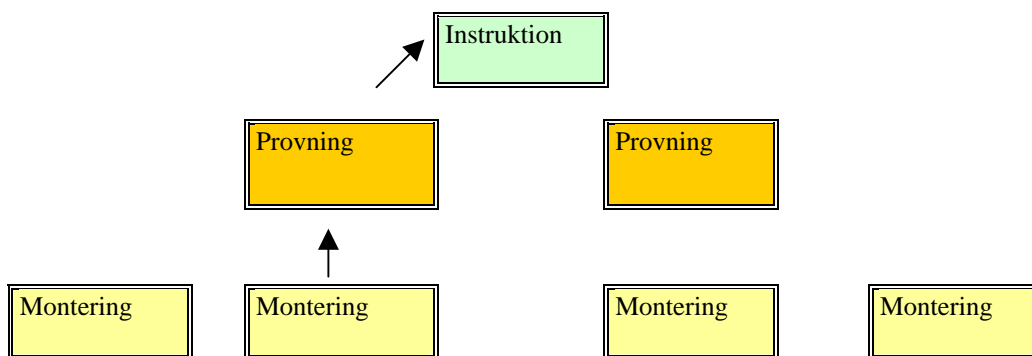 Instruktion
Provning
Provning
Montering
Montering
Montering
Montering